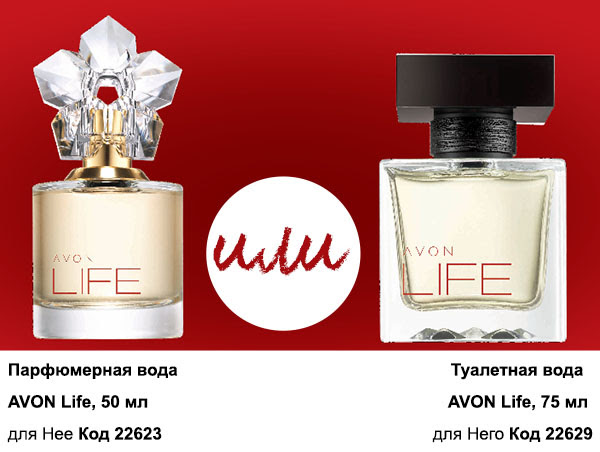 AVON
LIFE
или
AVON
LIFE
Парфюмерная вода
AVON Life, 50 мл
для Нее Код 22623
Туалетная вода
AVON Life, 75 мл
для Него Код 22629